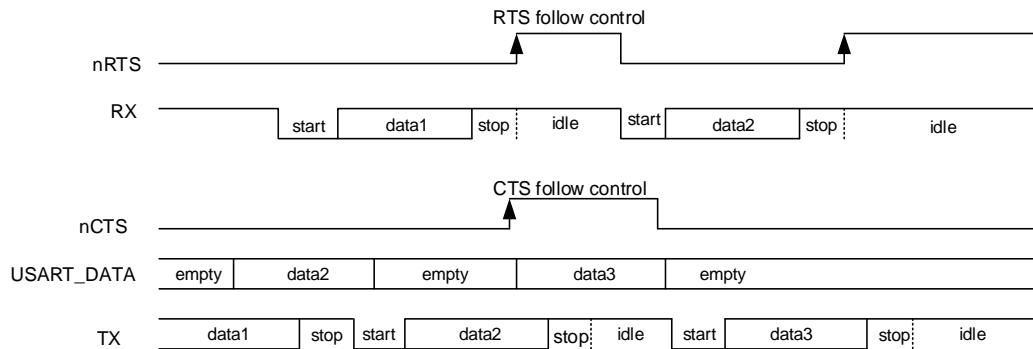 RTS follow control
nRTS
RX
start data1 stop idle start data2 stop idle
CTS follow control
nCTS
USART_DATA empty data2 empty data3 empty
TX data1 stop start data2 stop idle start data3 stop idle